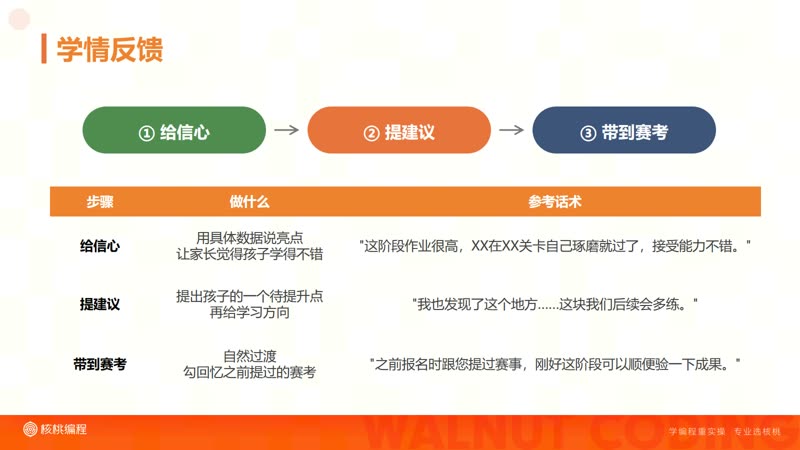 学情反馈
① 给信心
② 提建议
③ 带到赛考
步骤
做什么
参考话术
给信心
用具体数据说亮点
让家长觉得孩子学得不错
"这阶段作业很高，XX在XX关卡自己琢磨就过了，接受能力不错。"
提建议
提出孩子的一个待提升点
再给学习方向
"我也发现了这个地方……这块我们后续会多练。"
带到赛考
自然过渡
勾回忆之前提过的赛考
"之前报名时跟您提过赛事，刚好这阶段可以顺便验一下成果。"
核桃编程
WALNUT CODING
学编程重实操 专业选核桃